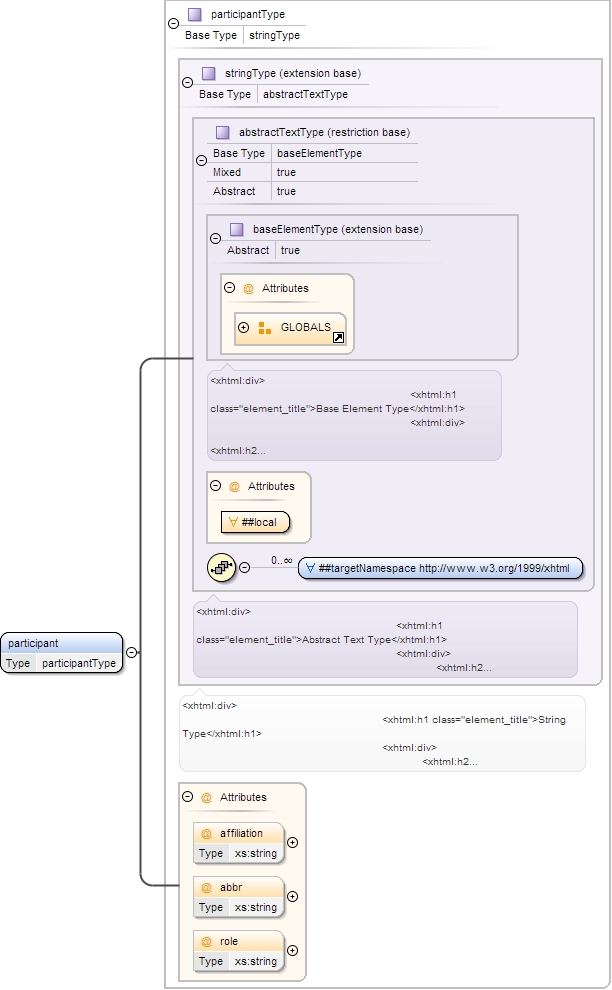 participantType
Base Type stringType
stringType (extension base)
Base Type abstractTextType
abstractTextType (restriction base)
Base Type baseElementType
Mixed true
Abstract true
baseElementType (extension base)
Abstract true
@ Attributes
GLOBALS
<xhtml:div>
<xhtml:h1
class="element_title">Base Element Type</xhtml:h1>
<xhtml:div>
<xhtml:h2...
@ Attributes
∀ ##local
0..∞ ∀ ##targetNamespace http://www.w3.org/1999/xhtml
<xhtml:div>
<xhtml:h1
class="element_title">Abstract Text Type</xhtml:h1>
<xhtml:div>
<xhtml:h2...
participant
Type participantType
<xhtml:div>
<xhtml:h1 class="element_title">String
Type</xhtml:h1>
<xhtml:div>
<xhtml:h2...
@ Attributes
@ affiliation
Type xs:string
@ abbr
Type xs:string
@ role
Type xs:string